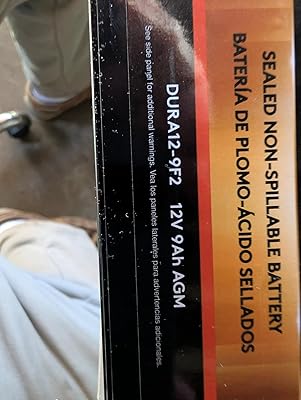 SEALED NON-SPILLABLE BATTERY
BATERÍA DE PLOMO-ÁCIDO SELLADOS
DURA12-9F2 12V 9Ah AGM
See side panel for additional warnings. Vea los paneles laterales para advertencias adicionales.